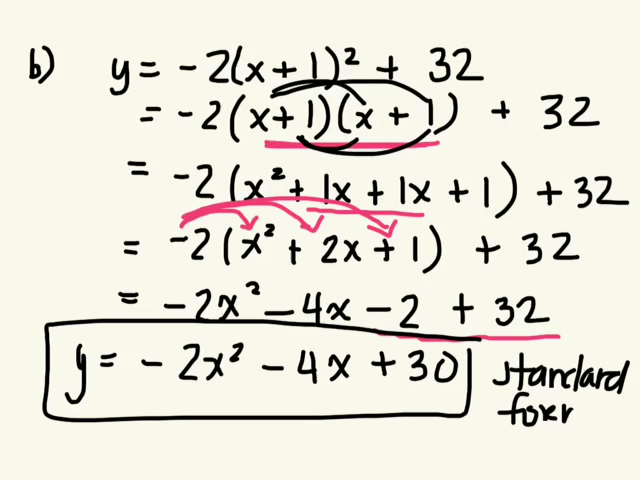 b) y = -2(x + 1)² + 32
= -2(x + 1)(x + 1) + 32
= -2(x² + 1x + 1x + 1) + 32
= -2(x² + 2x + 1) + 32
= -2x² - 4x - 2 + 32
y = -2x² - 4x + 30
standard
form